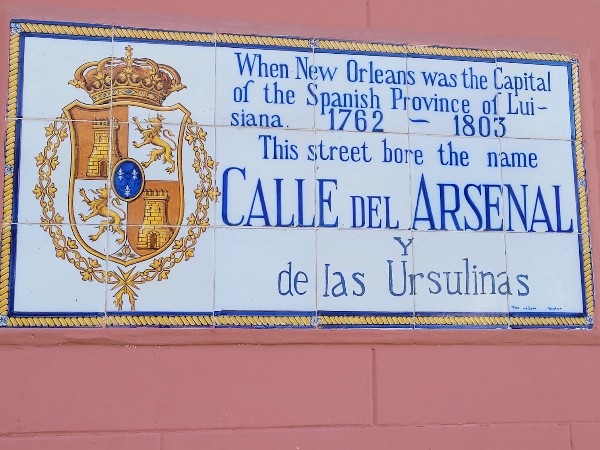 When New Orleans was the Capital
of the Spanish Province of Lui-
siana. 1762 – 1803
This street bore the name
CALLE DEL ARSENAL
Y
de las Ursulinas